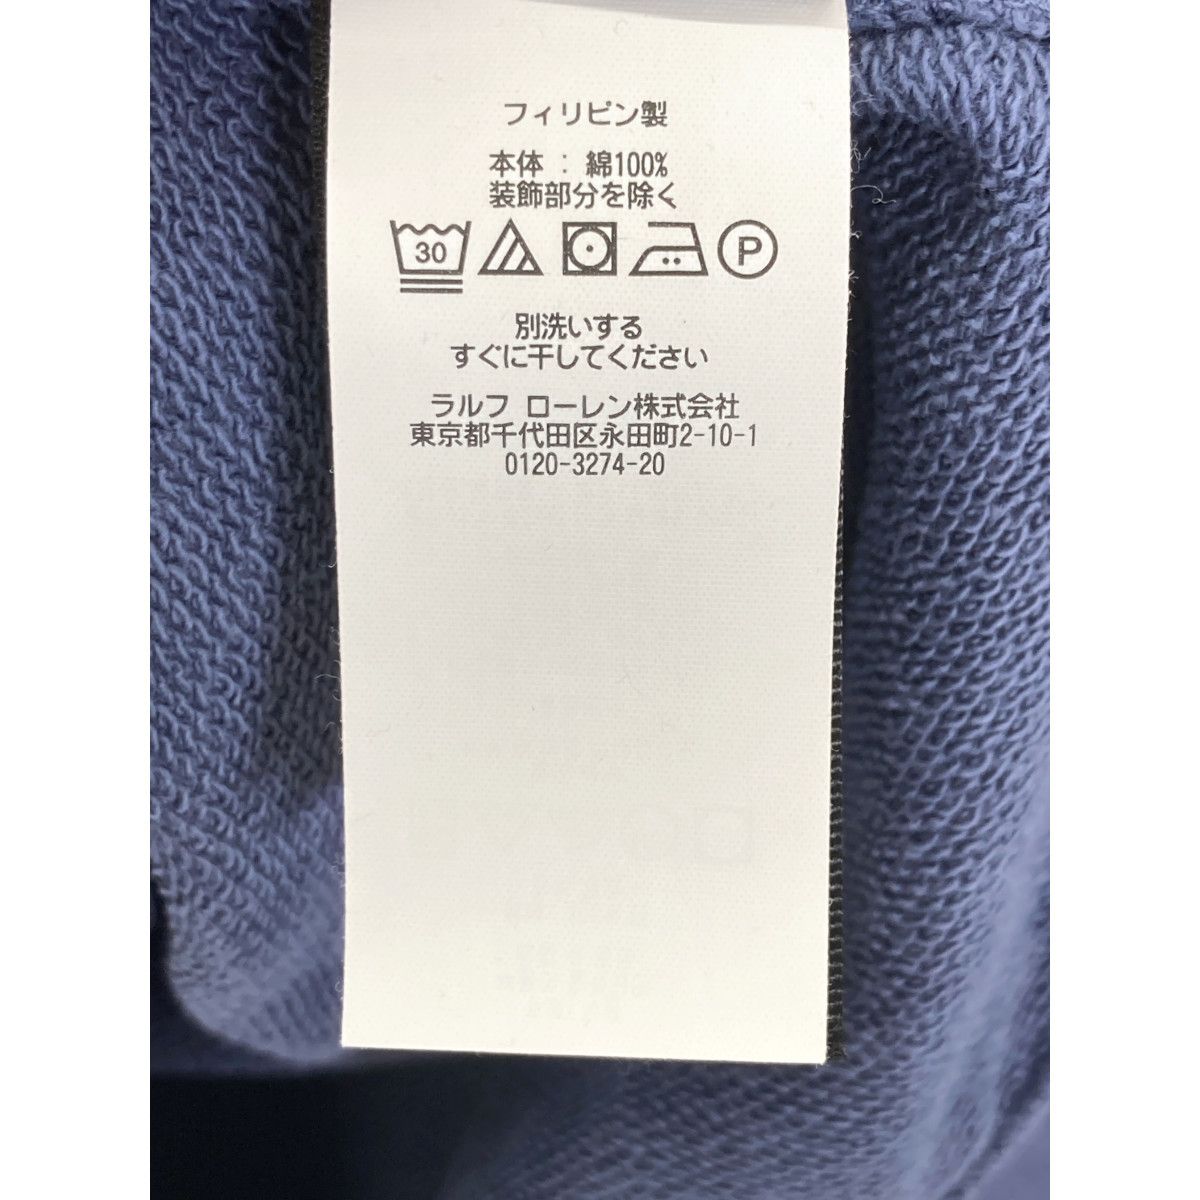 フィリピン製
本体 : 綿100%
装飾部分を除く
30 P
別洗いする
すぐに干してください
ラルフ ローレン株式会社
東京都千代田区永田町2-10-1
0120-3274-20